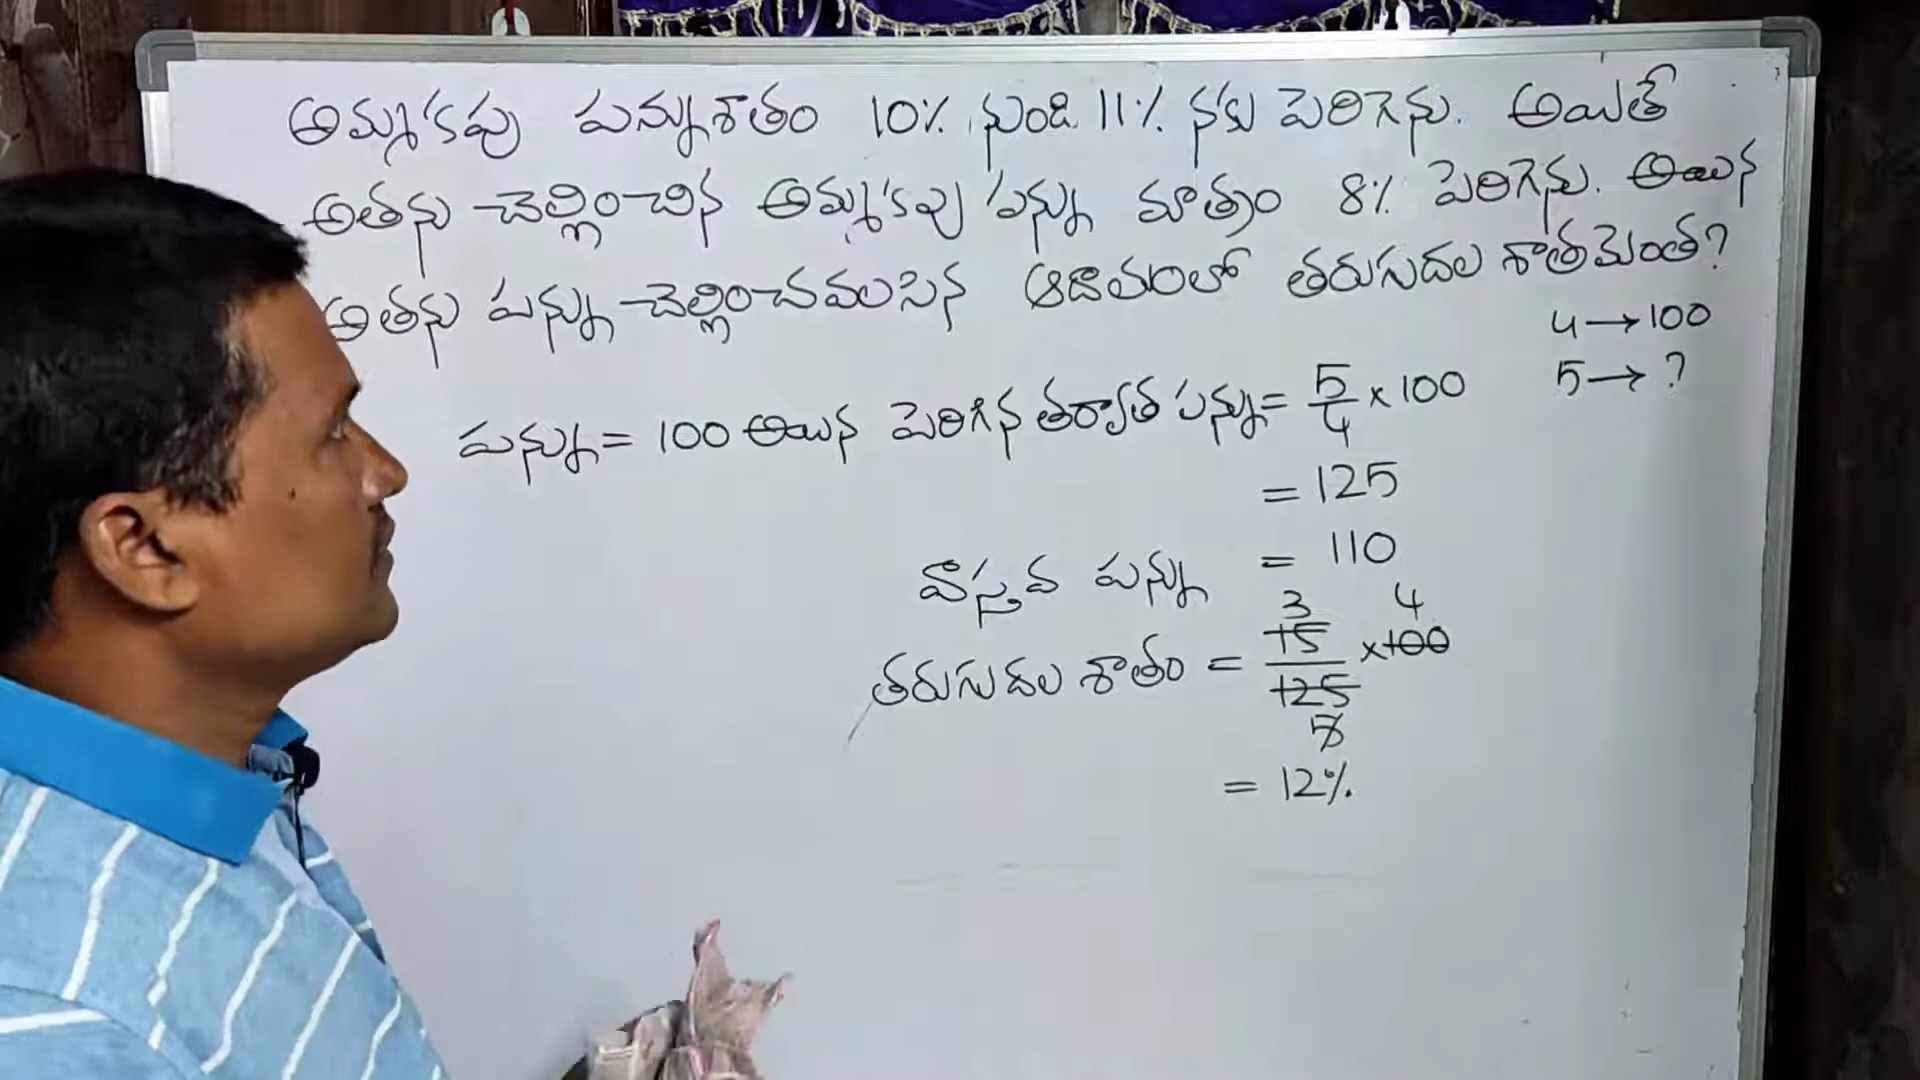 అమ్మకపు పన్నుశాతం 10% నుండి 11% నకు పెరిగెను. అయితే
అతను చెల్లించిన అమ్మకపు పన్ను మాత్రం 8% పెరిగెను. అయిన
అతను పన్ను చెల్లించవలసిన ఆదాయంలో తరుగుదల శాతమెంత?
4 → 100
5 → ?
పన్ను = 100 అయిన పెరిగిన తర్వాత పన్ను = 5/4 × 100
= 125
వాస్తవ పన్ను = 110
3 4
తరుగుదల శాతం = 15/125 × 100
5
= 12%